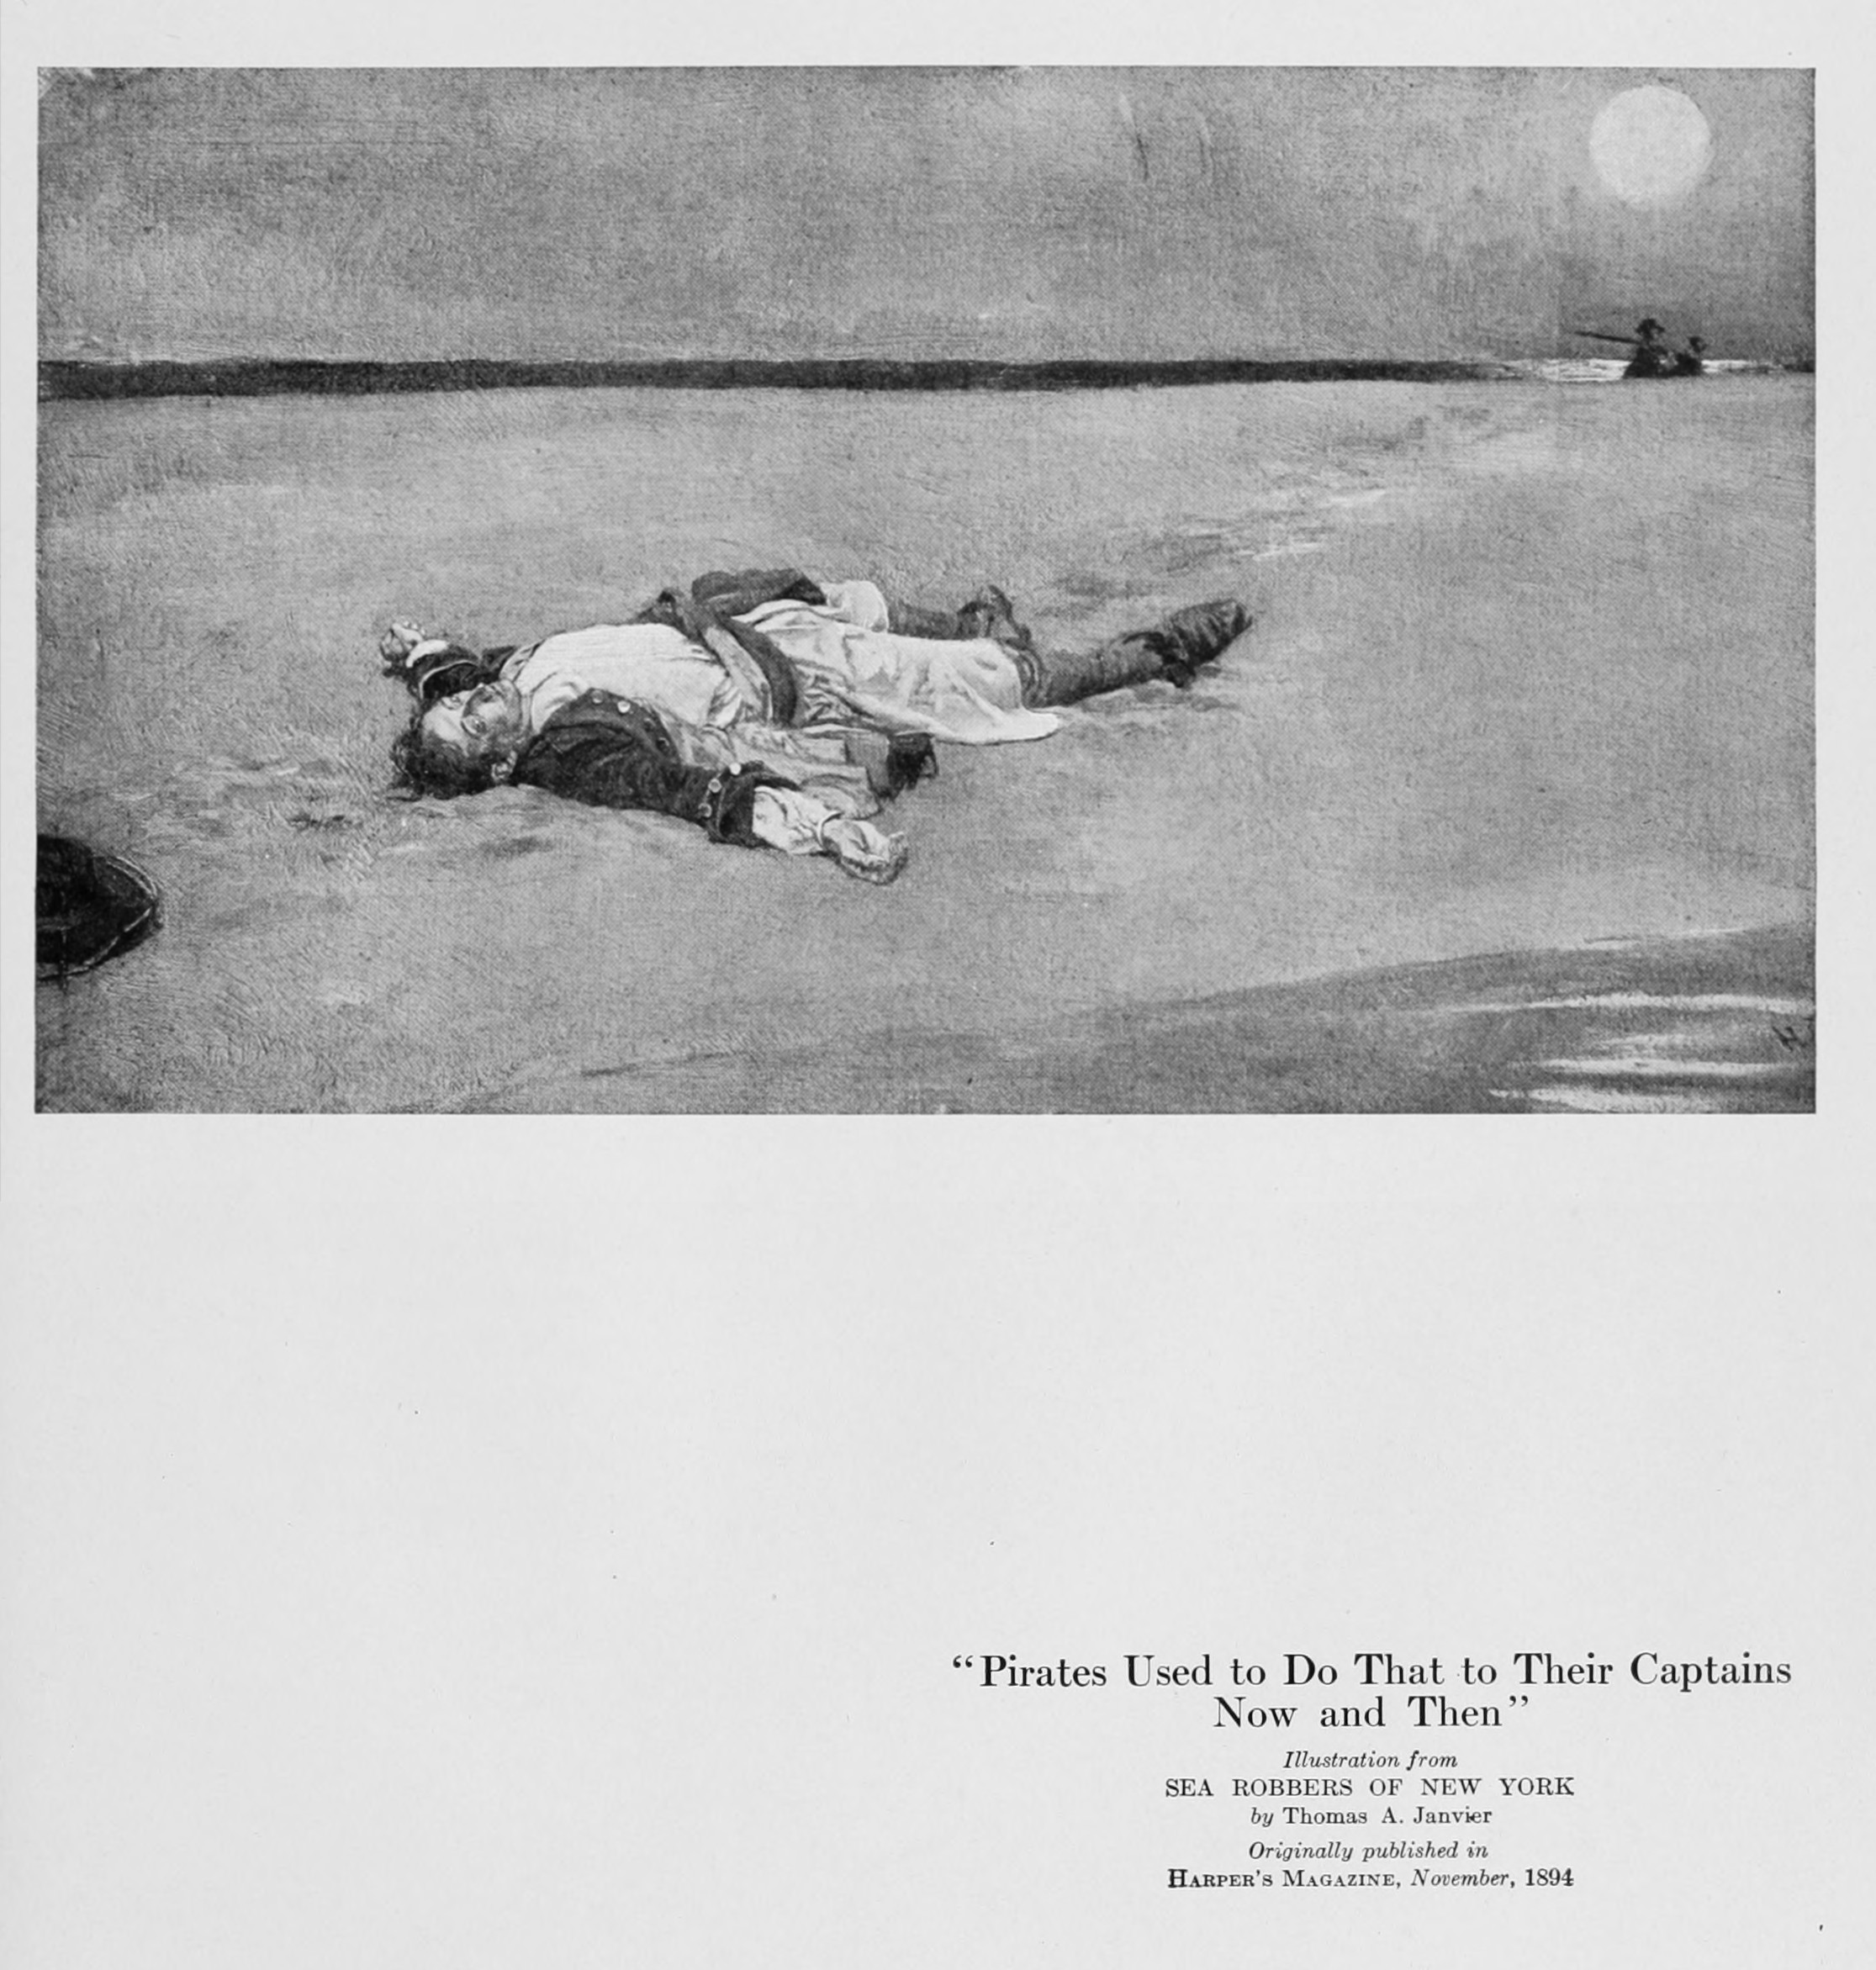 “Pirates Used to Do That to Their Captains
Now and Then”
Illustration from
SEA ROBBERS OF NEW YORK
by Thomas A. Janvier
Originally published in
HARPER’S MAGAZINE, November, 1894